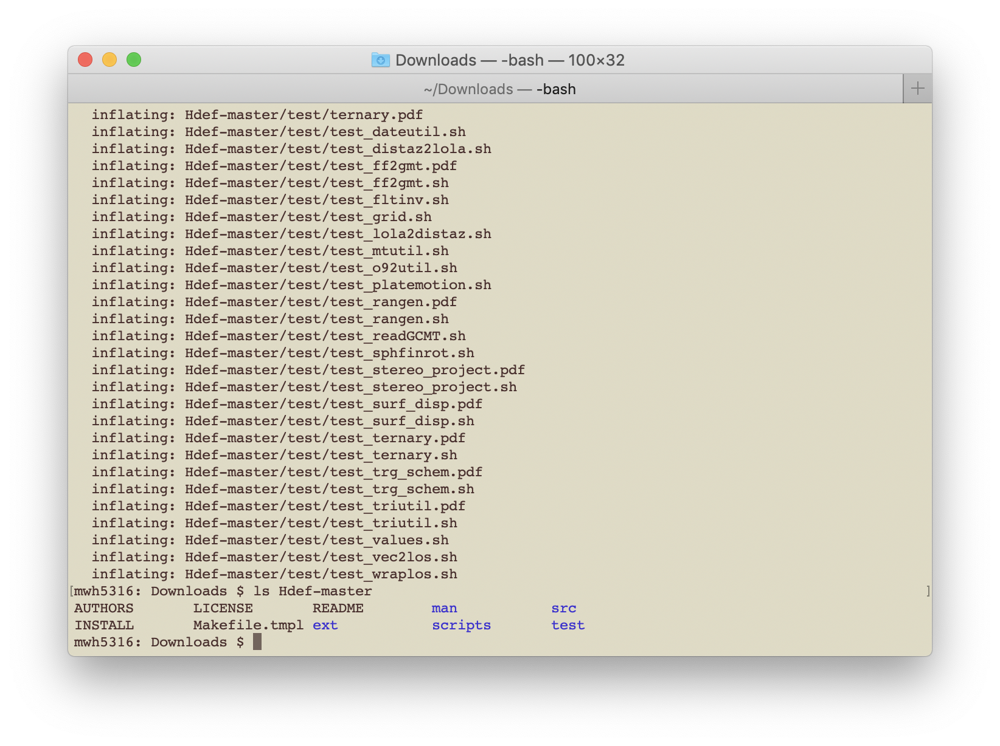 Downloads — -bash — 100×32
~/Downloads — -bash
inflating: Hdef-master/test/ternary.pdf
inflating: Hdef-master/test/test_dateutil.sh
inflating: Hdef-master/test/test_distaz2lola.sh
inflating: Hdef-master/test/test_ff2gmt.pdf
inflating: Hdef-master/test/test_ff2gmt.sh
inflating: Hdef-master/test/test_fltinv.sh
inflating: Hdef-master/test/test_grid.sh
inflating: Hdef-master/test/test_lola2distaz.sh
inflating: Hdef-master/test/test_mtutil.sh
inflating: Hdef-master/test/test_o92util.sh
inflating: Hdef-master/test/test_platemotion.sh
inflating: Hdef-master/test/test_rangen.pdf
inflating: Hdef-master/test/test_rangen.sh
inflating: Hdef-master/test/test_readGCMT.sh
inflating: Hdef-master/test/test_sphfinrot.sh
inflating: Hdef-master/test/test_stereo_project.pdf
inflating: Hdef-master/test/test_stereo_project.sh
inflating: Hdef-master/test/test_surf_disp.pdf
inflating: Hdef-master/test/test_surf_disp.sh
inflating: Hdef-master/test/test_ternary.pdf
inflating: Hdef-master/test/test_ternary.sh
inflating: Hdef-master/test/test_trg_schem.pdf
inflating: Hdef-master/test/test_trg_schem.sh
inflating: Hdef-master/test/test_triutil.pdf
inflating: Hdef-master/test/test_triutil.sh
inflating: Hdef-master/test/test_values.sh
inflating: Hdef-master/test/test_vec2los.sh
inflating: Hdef-master/test/test_wraplos.sh
[mwh5316: Downloads $ ls Hdef-master ]
AUTHORS LICENSE README man src
INSTALL Makefile.tmpl ext scripts test
mwh5316: Downloads $